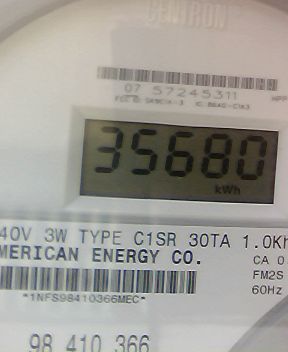 CENTRON
07 57245311
35680
kWh
40V 3W TYPE C1SR 30TA 1.0Kh
MERICAN ENERGY CO.
CA 0
FM2S
*1NFS98410366MEC*
60Hz
98 410 366